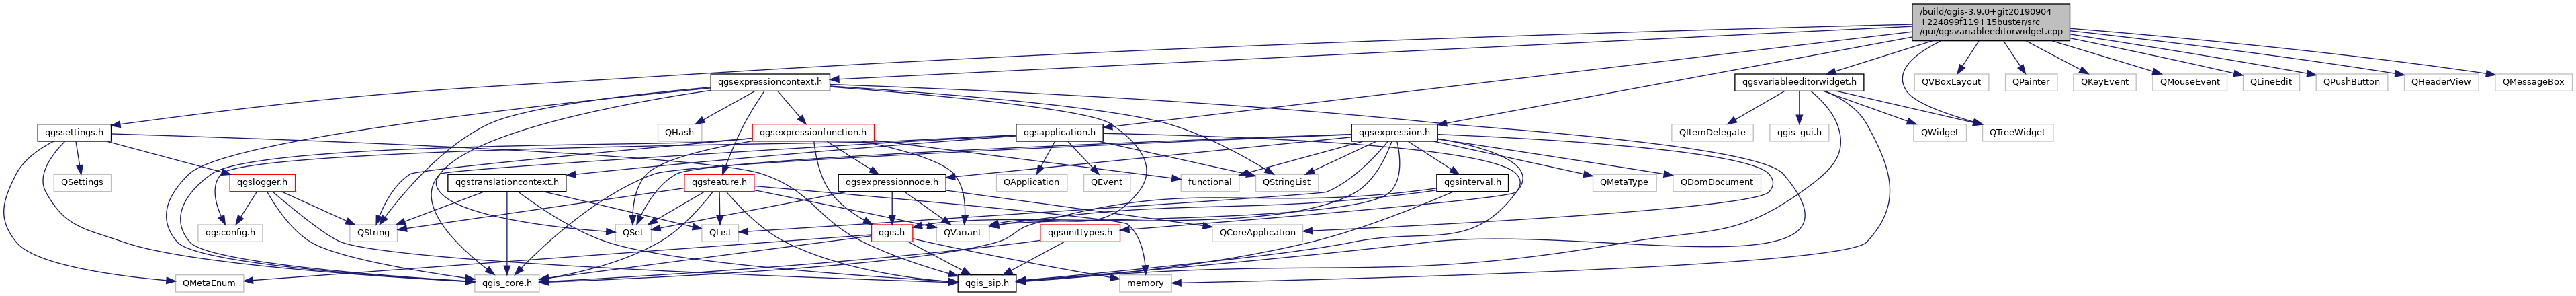 /build/qgis-3.9.0+git20190904
+224899f119+15buster/src
/gui/qgsvariableeditorwidget.cpp
qgsexpressioncontext.h
qgsvariableeditorwidget.h
QVBoxLayout
QPainter
QKeyEvent
QMouseEvent
QLineEdit
QPushButton
QHeaderView
QMessageBox
qgssettings.h
QHash
qgsexpressionfunction.h
qgsapplication.h
qgsexpression.h
QItemDelegate
qgis_gui.h
QWidget
QTreeWidget
QSettings
qgslogger.h
qgstranslationcontext.h
qgsfeature.h
qgsexpressionnode.h
QApplication
QEvent
functional
QStringList
qgsinterval.h
QMetaType
QDomDocument
qgsconfig.h
QString
QSet
QList
qgis.h
QVariant
qgsunittypes.h
QCoreApplication
QMetaEnum
qgis_core.h
qgis_sip.h
memory